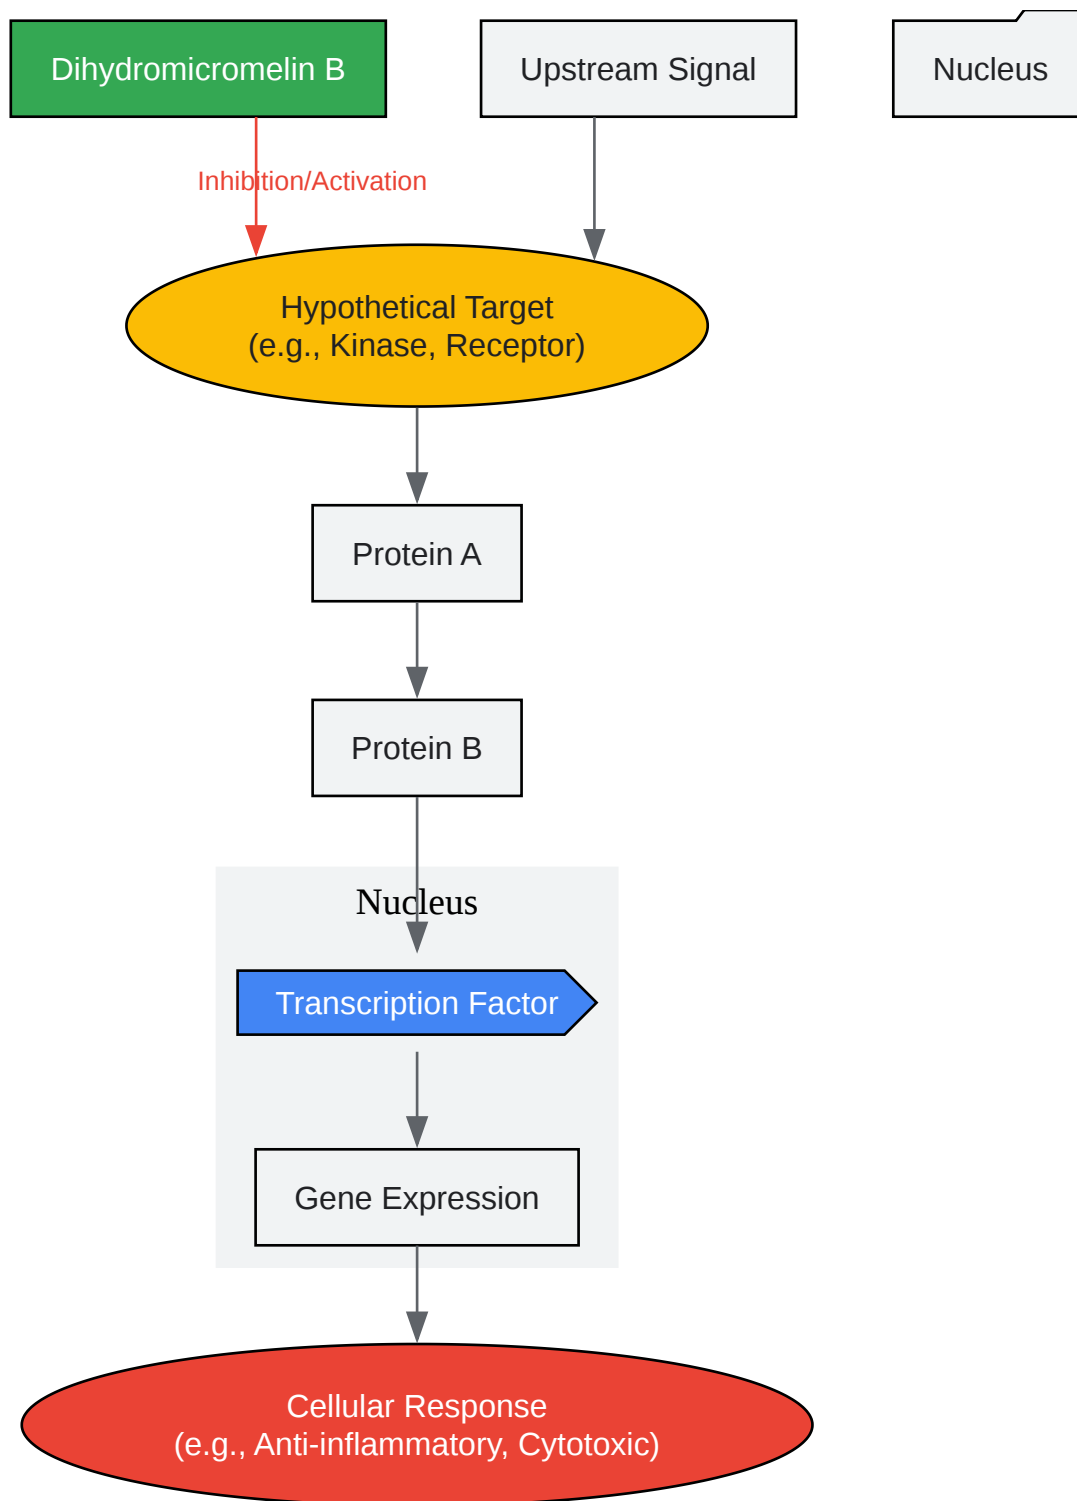 Dihydromicromelin B
Upstream Signal
Nucleus
Inhibition/Activation
Hypothetical Target
(e.g., Kinase, Receptor)
Protein A
Protein B
Nucleus
Transcription Factor
Gene Expression
Cellular Response
(e.g., Anti-inflammatory, Cytotoxic)